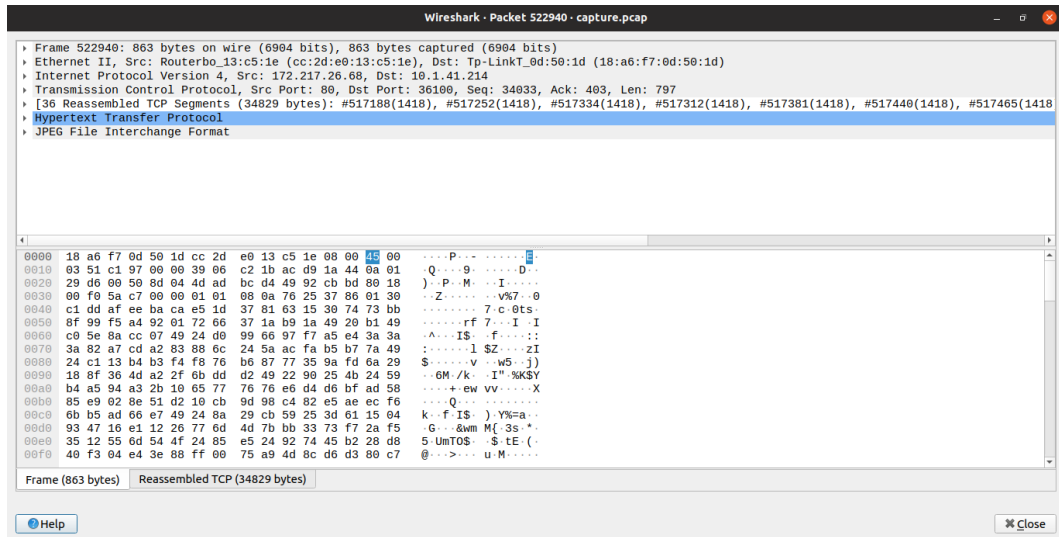 Wireshark · Packet 522940 · capture.pcap
Frame 522940: 863 bytes on wire (6904 bits), 863 bytes captured (6904 bits)
Ethernet II, Src: Routerbo_13:c5:1e (cc:2d:e0:13:c5:1e), Dst: Tp-LinkT_0d:50:1d (18:a6:f7:0d:50:1d)
Internet Protocol Version 4, Src: 172.217.26.68, Dst: 10.1.41.214
Transmission Control Protocol, Src Port: 80, Dst Port: 36100, Seq: 34033, Ack: 403, Len: 797
[36 Reassembled TCP Segments (34829 bytes): #517188(1418), #517252(1418), #517334(1418), #517312(1418), #517381(1418), #517440(1418), #517465(1418
Hypertext Transfer Protocol
JPEG File Interchange Format
0000 18 a6 f7 0d 50 1d cc 2d e0 13 c5 1e 08 00 45 00 ····P··- ······E·
0010 03 51 c1 97 00 00 39 06 c2 1b ac d9 1a 44 0a 01 ·Q····9· ·····D··
0020 29 d6 00 50 8d 04 4d ad bc d4 49 92 cb bd 80 18 )··P··M· ··I·····
0030 00 f0 5a c7 00 00 01 01 08 0a 76 25 37 86 01 30 ··Z····· ··v%7··0
0040 c1 dd af ee ba ca e5 1d 37 81 63 15 30 74 73 bb ········ 7·c·0ts·
0050 8f 99 f5 a4 92 01 72 66 37 1a b9 1a 49 20 b1 49 ······rf 7···I ·I
0060 c0 5e 8a cc 07 49 24 d0 99 66 97 f7 a5 e4 3a 3a ·^···I$· ·f····::
0070 3a 82 a7 cd a2 83 88 6c 24 5a ac fa b5 b7 7a 49 :······l $Z····zI
0080 24 c1 13 b4 b3 f4 f8 76 b6 87 77 35 9a fd 6a 29 $······v ··w5··j)
0090 18 8f 36 4d a2 2f 6b dd d2 49 22 90 25 4b 24 59 ··6M·/k· ·I"·%K$Y
00a0 b4 a5 94 a3 2b 10 65 77 76 76 e6 d4 d6 bf ad 58 ····+·ew vv·····X
00b0 85 e9 02 8e 51 d2 10 cb 9d 98 c4 82 e5 ae ec f6 ····Q··· ········
00c0 6b b5 ad 66 e7 49 24 8a 29 cb 59 25 3d 61 15 04 k··f·I$· )·Y%=a··
00d0 93 47 16 e1 12 26 77 6d 4d 7b bb 33 73 f7 2a f5 ·G···&wm M{·3s·*·
00e0 35 12 55 6d 54 4f 24 85 e5 24 92 74 45 b2 28 d8 5·UmTO$· ·$·tE·(·
00f0 40 f3 04 e4 3e 88 ff 00 75 a9 4d 8c d6 d3 80 c7 @···>··· u·M·····
Frame (863 bytes) Reassembled TCP (34829 bytes)
Help Close